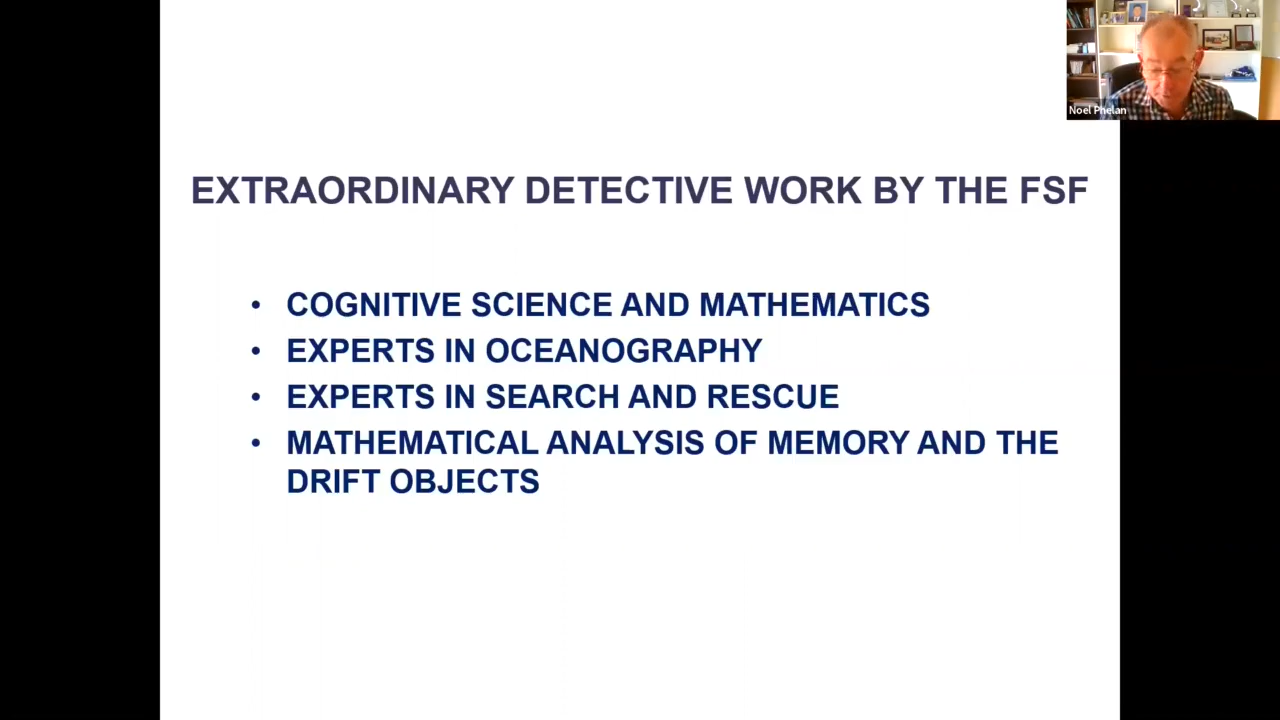 Noel Phelan
EXTRAORDINARY DETECTIVE WORK BY THE FSF
• COGNITIVE SCIENCE AND MATHEMATICS
• EXPERTS IN OCEANOGRAPHY
• EXPERTS IN SEARCH AND RESCUE
• MATHEMATICAL ANALYSIS OF MEMORY AND THE
DRIFT OBJECTS